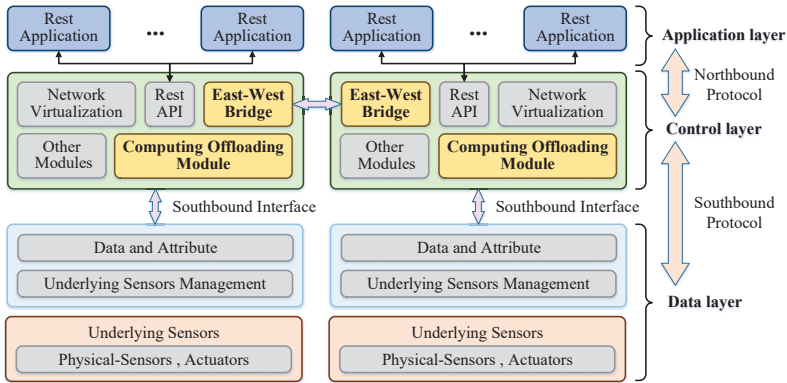 Rest
Application
...
Rest
Application
Rest
Application
...
Rest
Application
Application layer
Northbound
Protocol
Network
Virtualization
Rest
API
East-West
Bridge
East-West
Bridge
Rest
API
Network
Virtualization
Control layer
Other
Modules
Computing Offloading
Module
Other
Modules
Computing Offloading
Module
Southbound Interface
Southbound Interface
Southbound
Protocol
Data and Attribute
Data and Attribute
Underlying Sensors Management
Underlying Sensors Management
Data layer
Underlying Sensors
Underlying Sensors
Physical-Sensors , Actuators
Physical-Sensors , Actuators